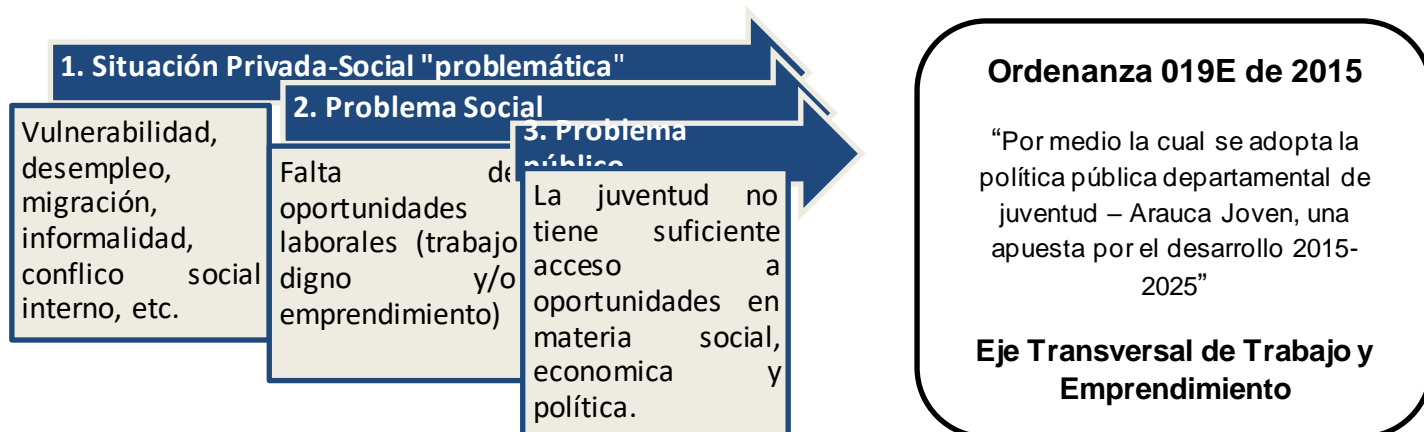 1. Situación Privada-Social "problemática"
Vulnerabilidad,
desempleo,
migración,
informalidad,
conflico social
interno, etc.
2. Problema Social
Falta de
oportunidades
laborales (trabajo
digno y/o
emprendimiento)
3. Problema
público
La juventud no
tiene suficiente
acceso a
oportunidades en
materia social,
economica y
política.
Ordenanza 019E de 2015
“Por medio la cual se adopta la
política pública departamental de
juventud – Arauca Joven, una
apuesta por el desarrollo 2015-
2025”
Eje Transversal de Trabajo y
Emprendimiento